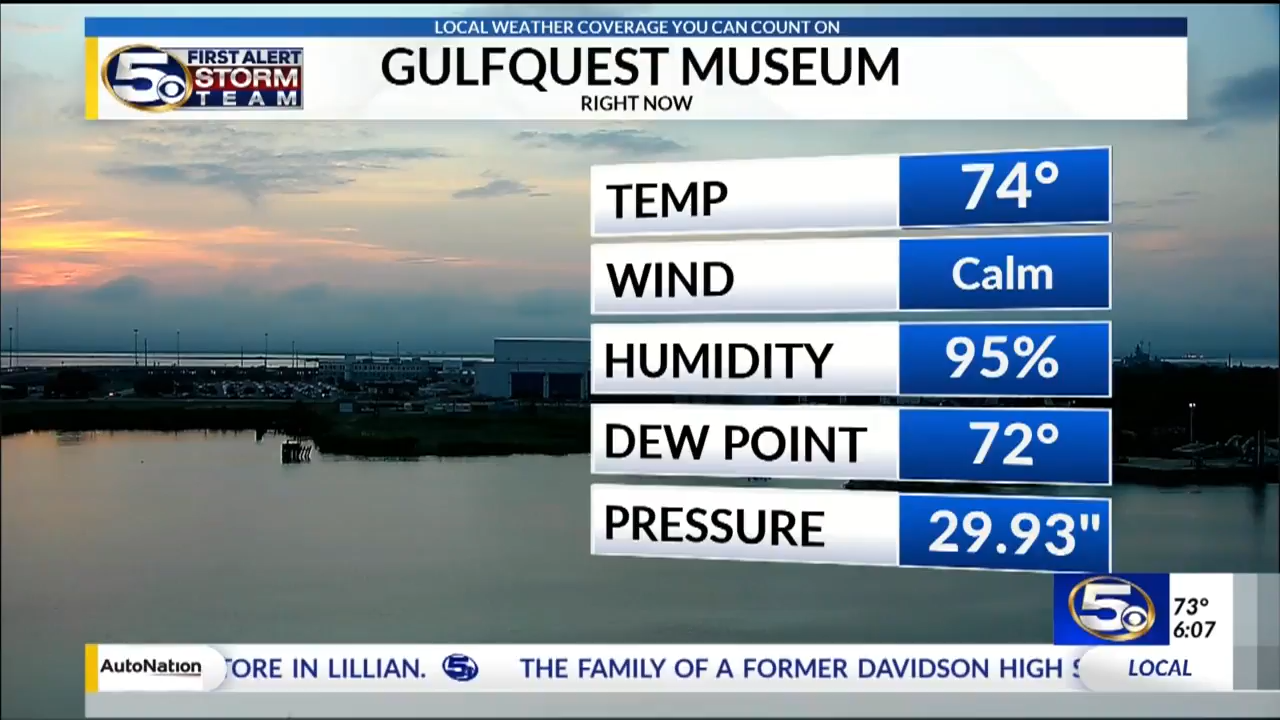 LOCAL WEATHER COVERAGE YOU CAN COUNT ON
5
FIRST ALERT
STORM
TEAM
GULFQUEST MUSEUM
RIGHT NOW
TEMP 74°
WIND Calm
HUMIDITY 95%
DEW POINT 72°
PRESSURE 29.93"
5
73°
6:07
AutoNation TORE IN LILLIAN. 5 THE FAMILY OF A FORMER DAVIDSON HIGH S LOCAL